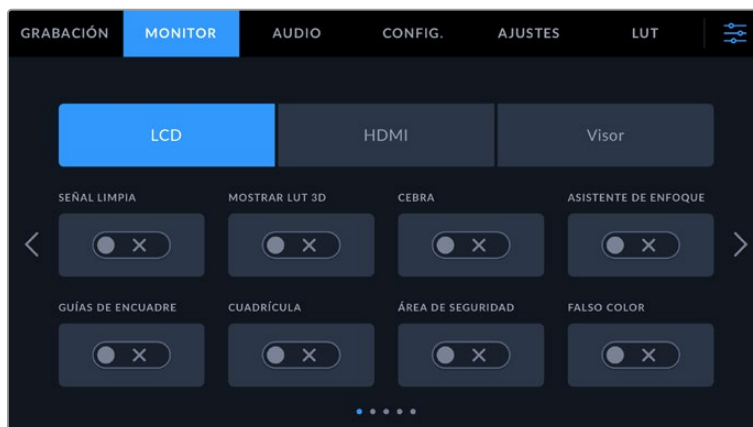 GRABACIÓN MONITOR AUDIO CONFIG. AJUSTES LUT
LCD HDMI Visor
SEÑAL LIMPIA MOSTRAR LUT 3D CEBRA ASISTENTE DE ENFOQUE
GUÍAS DE ENCUADRE CUADRÍCULA ÁREA DE SEGURIDAD FALSO COLOR